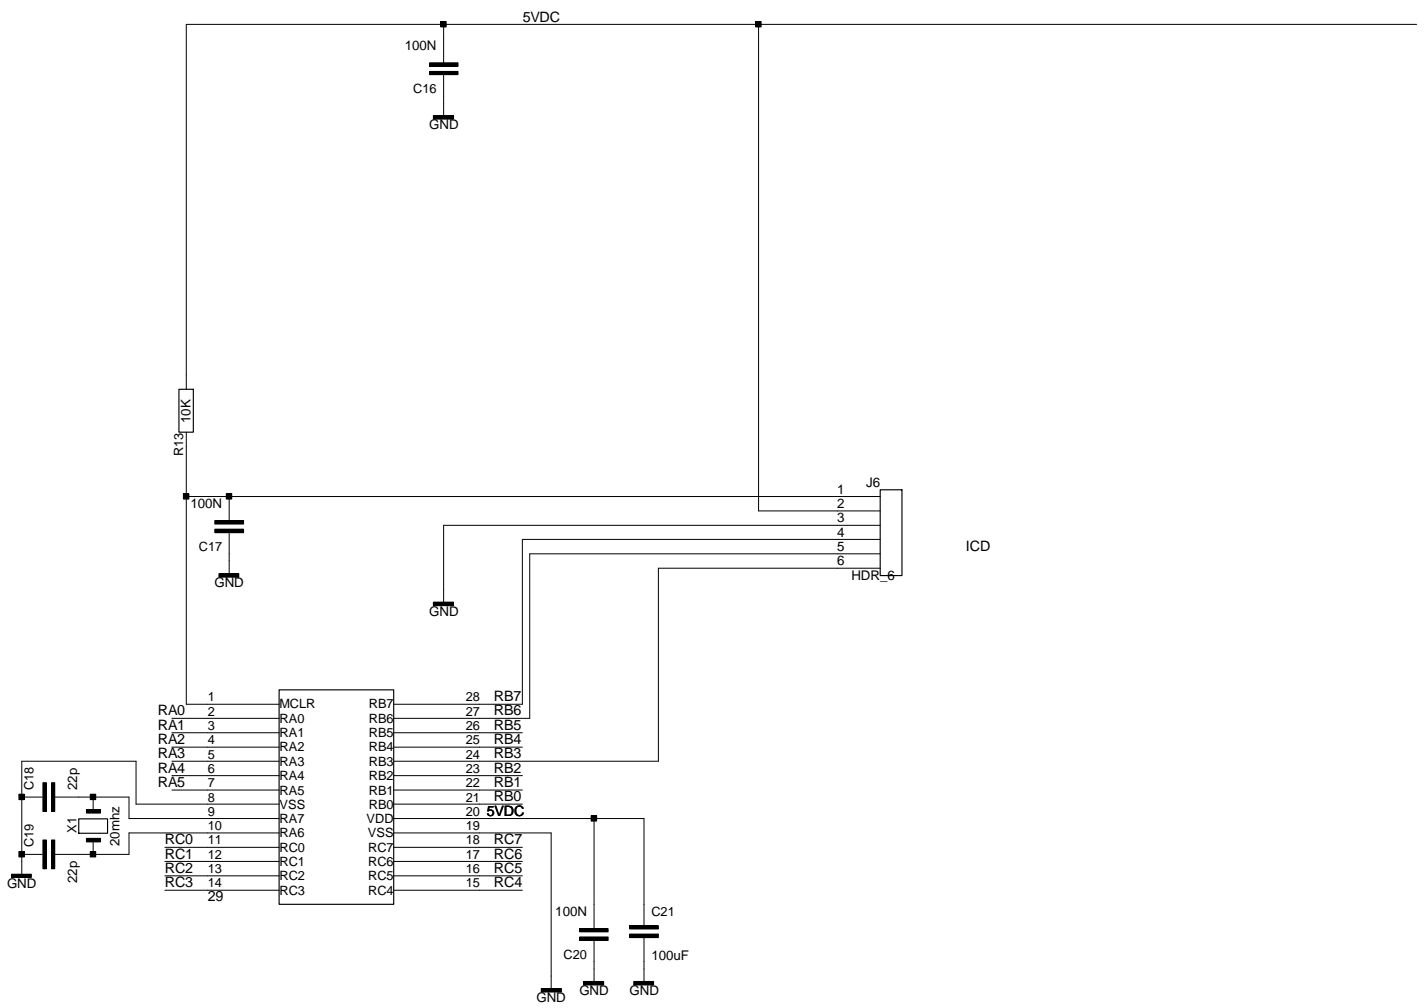 5VDC
100N
C16
GND
10K
R13
100N
C17
GND
J6
1
2
3
4
5
6
HDR_6
ICD
GND
1 MCLR RB7 28 RB7
RA0 2 RA0 RB6 27 RB6
RA1 3 RA1 RB5 26 RB5
RA2 4 RA2 RB4 25 RB4
RA3 5 RA3 RB3 24 RB3
RA4 6 RA4 RB2 23 RB2
RA5 7 RA5 RB1 22 RB1
8 VSS RB0 21 RB0
9 RA7 VDD 20 5VDC
10 RA6 VSS 19
RC0 11 RC0 RC7 18 RC7
RC1 12 RC1 RC6 17 RC6
RC2 13 RC2 RC5 16 RC5
RC3 14 RC3 RC4 15 RC4
29
C18
22p
X1
20mhz
C19
22p
GND
100N
C20
GND
C21
100uF
GND
GND